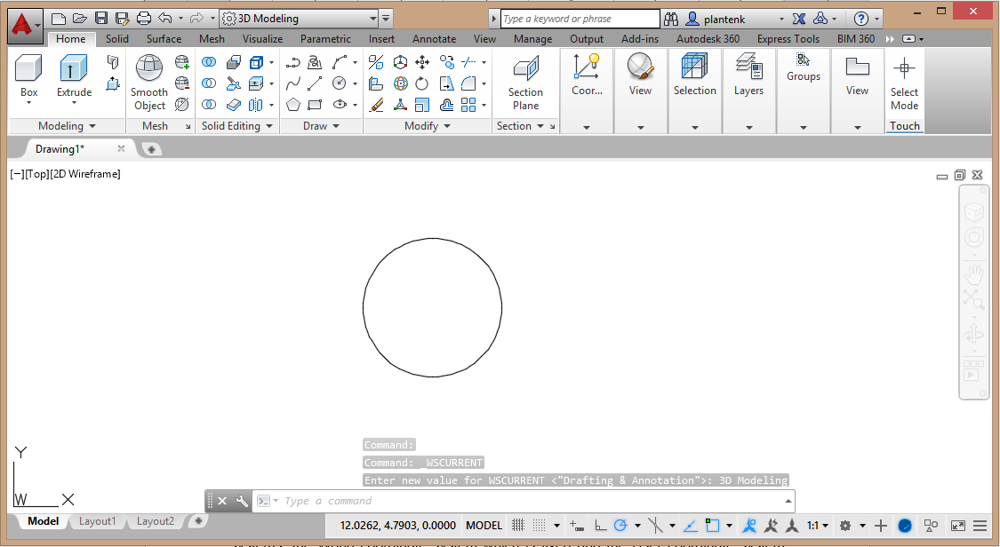 3D Modeling
Type a keyword or phrase
plantenk
Home Solid Surface Mesh Visualize Parametric Insert Annotate View Manage Output Add-ins Autodesk 360 Express Tools BIM 360
Box
Extrude
Smooth
Object
Section
Plane
Coor...
View
Selection
Layers
Groups
View
Select
Mode
Modeling Mesh Solid Editing Draw Modify Section Touch
Drawing1*
[−][Top][2D Wireframe]
Y
W X
Command:
Command: _WSCURRENT
Enter new value for WSCURRENT <"Drafting & Annotation">: 3D Modeling
Type a command
Model Layout1 Layout2
12.0262, 4.7903, 0.0000 MODEL 1:1